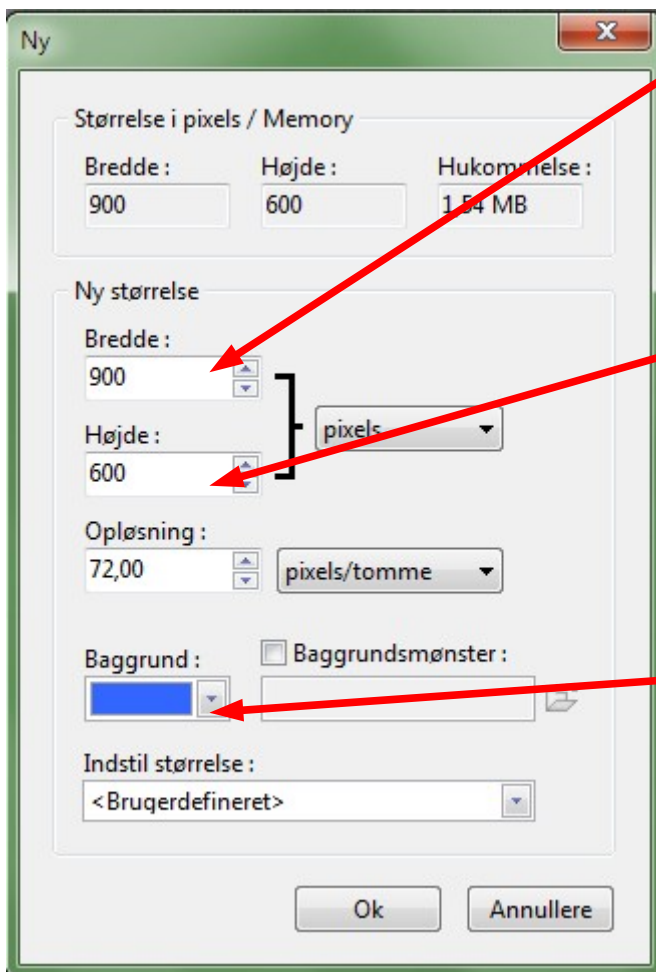 Ny
Størrelse i pixels / Memory
Bredde : Højde : Hukommelse :
900 600 1,54 MB
Ny størrelse
Bredde :
900
pixels
Højde :
600
Opløsning :
72,00 pixels/tomme
Baggrund : Baggrundsmønster :
Indstil størrelse :
<Brugerdefineret>
Ok Annullere